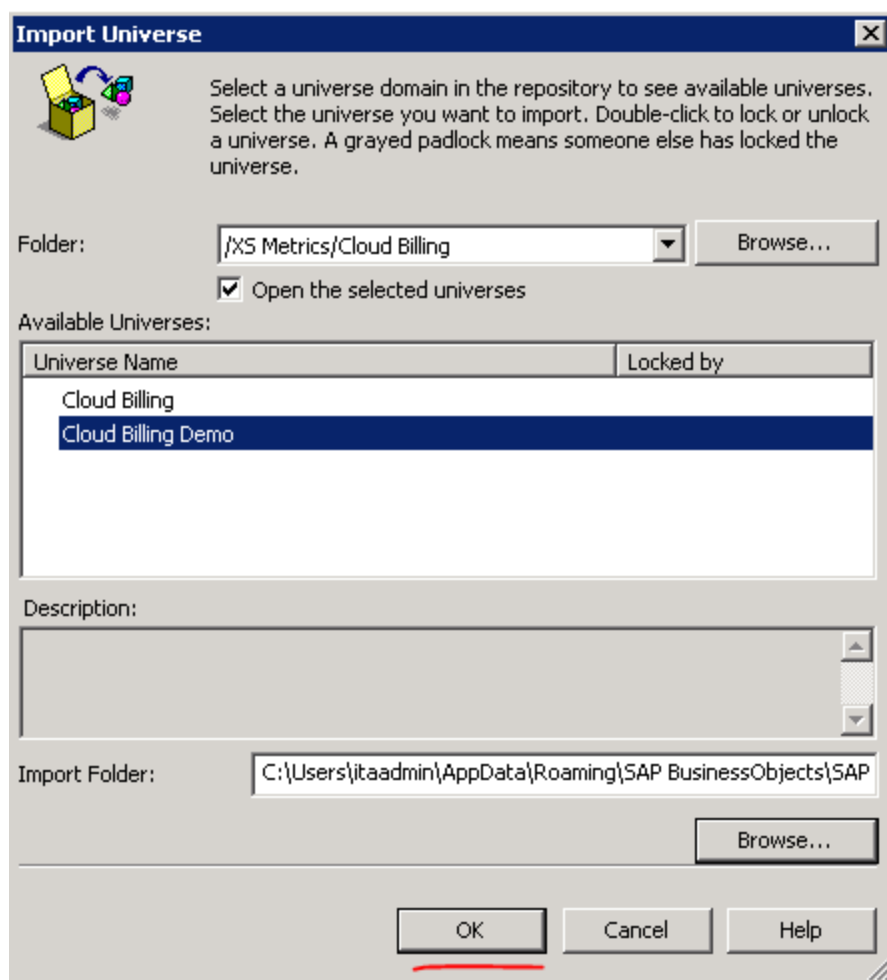 Import Universe
Select a universe domain in the repository to see available universes.
Select the universe you want to import. Double-click to lock or unlock
a universe. A grayed padlock means someone else has locked the
universe.
Folder:
/XS Metrics/Cloud Billing
Browse...
Open the selected universes
Available Universes:
Universe Name
Locked by
Cloud Billing
Cloud Billing Demo
Description:
Import Folder:
C:\Users\itaadmin\AppData\Roaming\SAP BusinessObjects\SAP
Browse...
OK
Cancel
Help